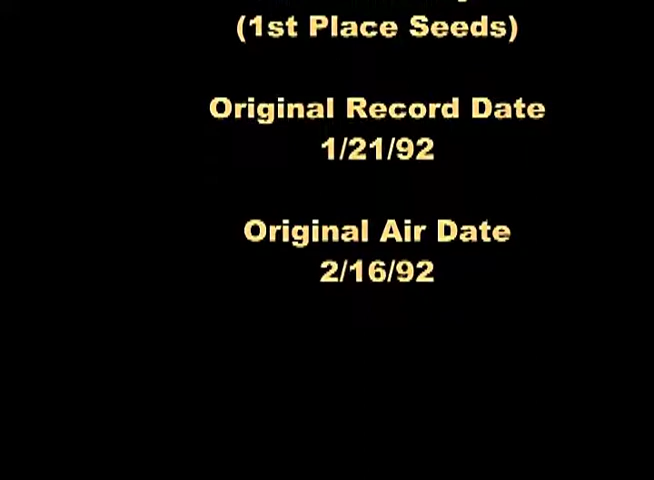 (1st Place Seeds)
Original Record Date
1/21/92
Original Air Date
2/16/92